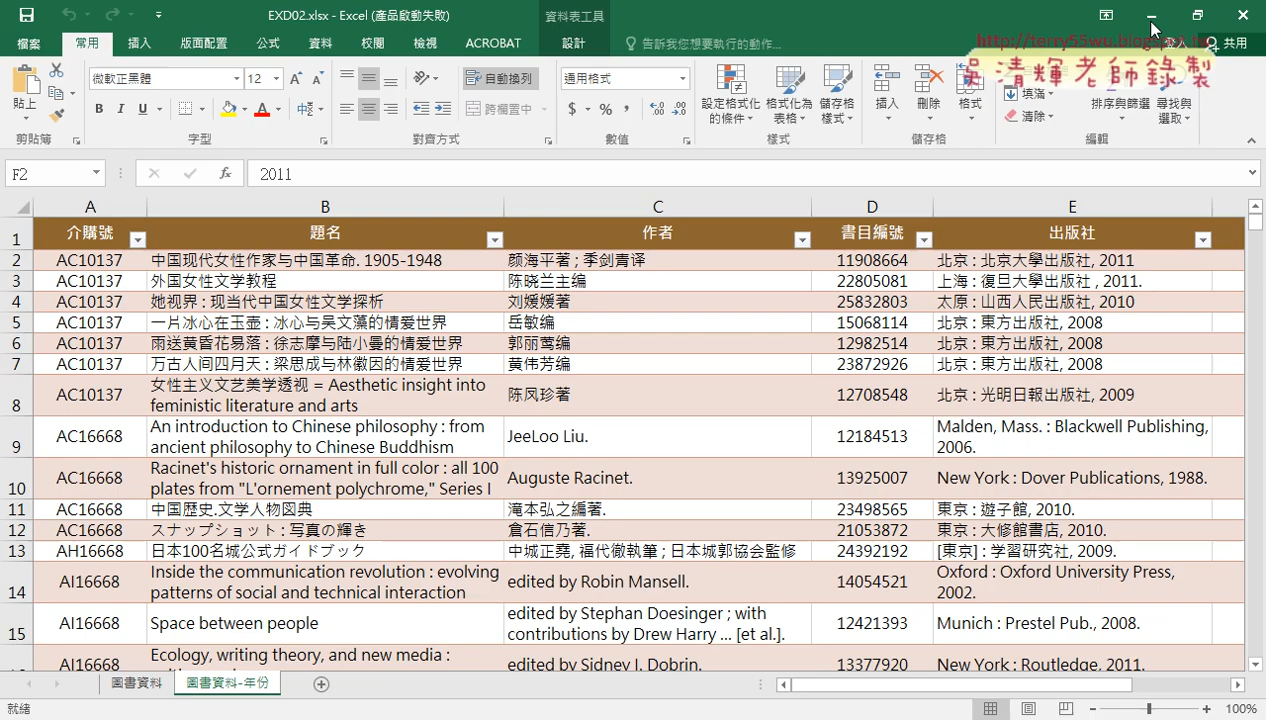 EXD02.xlsx - Excel (產品啟動失敗)
資料表工具
檔案 常用 插入 版面配置 公式 資料 校閱 檢視 ACROBAT 設計 告訴我您想要執行的動作... 登入 共用
http://terry55wu.blogspot.tw
吳清輝老師錄製
貼上
微軟正黑體 12
B I U
自動換列
跨欄置中
通用格式
$ % ,
設定格式化的條件
格式化為表格
儲存格樣式
插入 刪除 格式
填滿
清除
排序與篩選
尋找與選取
剪貼簿 字型 對齊方式 數值 樣式 儲存格 編輯
F2 fx 2011
A B C D E
1 介購號 題名 作者 書目編號 出版社
2 AC10137 中国现代女性作家与中国革命. 1905-1948 颜海平著 ; 季剑青译 11908664 北京 : 北京大學出版社, 2011
3 AC10137 外国女性文学教程 陈晓兰主编 22805081 上海 : 復旦大學出版社 , 2011.
4 AC10137 她视界 : 现当代中国女性文学探析 刘媛媛著 25832803 太原 : 山西人民出版社, 2010
5 AC10137 一片冰心在玉壶 : 冰心与吴文藻的情爱世界 岳敏编 15068114 北京 : 東方出版社, 2008
6 AC10137 雨送黄昏花易落 : 徐志摩与陆小曼的情爱世界 郭丽莺编 12982514 北京 : 東方出版社, 2008
7 AC10137 万古人间四月天 : 梁思成与林徽因的情爱世界 黄伟芳编 23872926 北京 : 東方出版社, 2008
8 AC10137 女性主义文艺美学透视 = Aesthetic insight into feministic literature and arts 陈凤珍著 12708548 北京 : 光明日報出版社, 2009
9 AC16668 An introduction to Chinese philosophy : from ancient philosophy to Chinese Buddhism JeeLoo Liu. 12184513 Malden, Mass. : Blackwell Publishing, 2006.
10 AC16668 Racinet's historic ornament in full color : all 100 plates from "L'ornement polychrome," Series I Auguste Racinet. 13925007 New York : Dover Publications, 1988.
11 AC16668 中国歴史.文学人物図典 滝本弘之編著. 23498565 東京 : 遊子館, 2010.
12 AC16668 スナップショット : 写真の輝き 倉石信乃著. 21053872 東京 : 大修館書店, 2010.
13 AH16668 日本100名城公式ガイドブック 中城正堯, 福代徹執筆 ; 日本城郭協会監修 24392192 [東京] : 学習研究社, 2009.
14 AI16668 Inside the communication revolution : evolving patterns of social and technical interaction edited by Robin Mansell. 14054521 Oxford : Oxford University Press, 2002.
15 AI16668 Space between people edited by Stephan Doesinger ; with contributions by Drew Harry ... [et al.]. 12421393 Munich : Prestel Pub., 2008.
AI16668 Ecology, writing theory, and new media : edited by Sidney I. Dobrin. 13377920 New York : Routledge, 2011.
圖書資料 圖書資料-年份
就緒 100%